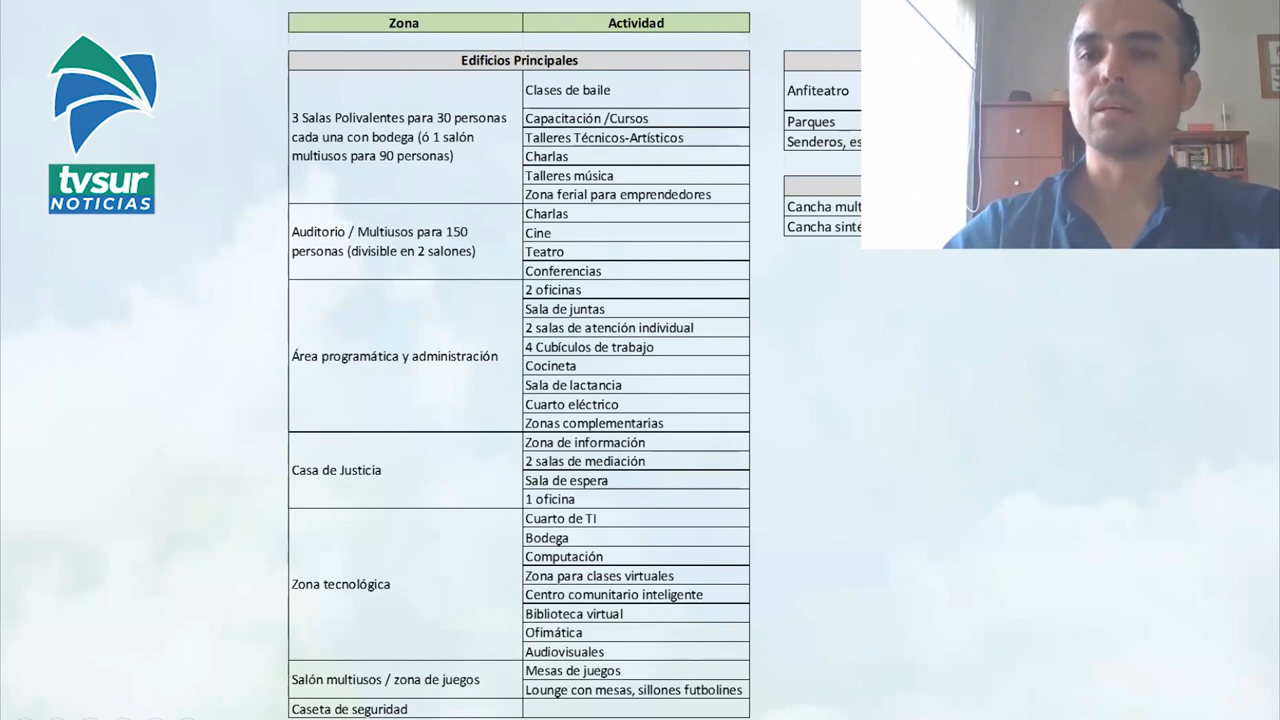 tvsur
NOTICIAS
Zona Actividad
Edificios Principales
3 Salas Polivalentes para 30 personas
cada una con bodega (ó 1 salón
multiusos para 90 personas)
Clases de baile
Capacitación /Cursos
Talleres Técnicos-Artísticos
Charlas
Talleres música
Zona ferial para emprendedores
Auditorio / Multiusos para 150
personas (divisible en 2 salones)
Charlas
Cine
Teatro
Conferencias
Área programática y administración
2 oficinas
Sala de juntas
2 salas de atención individual
4 Cubículos de trabajo
Cocineta
Sala de lactancia
Cuarto eléctrico
Zonas complementarias
Casa de Justicia
Zona de información
2 salas de mediación
Sala de espera
1 oficina
Zona tecnológica
Cuarto de TI
Bodega
Computación
Zona para clases virtuales
Centro comunitario inteligente
Biblioteca virtual
Ofimática
Audiovisuales
Salón multiusos / zona de juegos
Mesas de juegos
Lounge con mesas, sillones futbolines
Caseta de seguridad
Anfiteatro
Parques
Senderos,
Cancha
Cancha